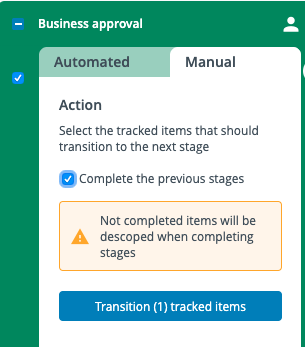 Business approval
Automated
Manual
Action
Select the tracked items that should
transition to the next stage
Complete the previous stages
Not completed items will be
descoped when completing
stages
Transition (1) tracked items